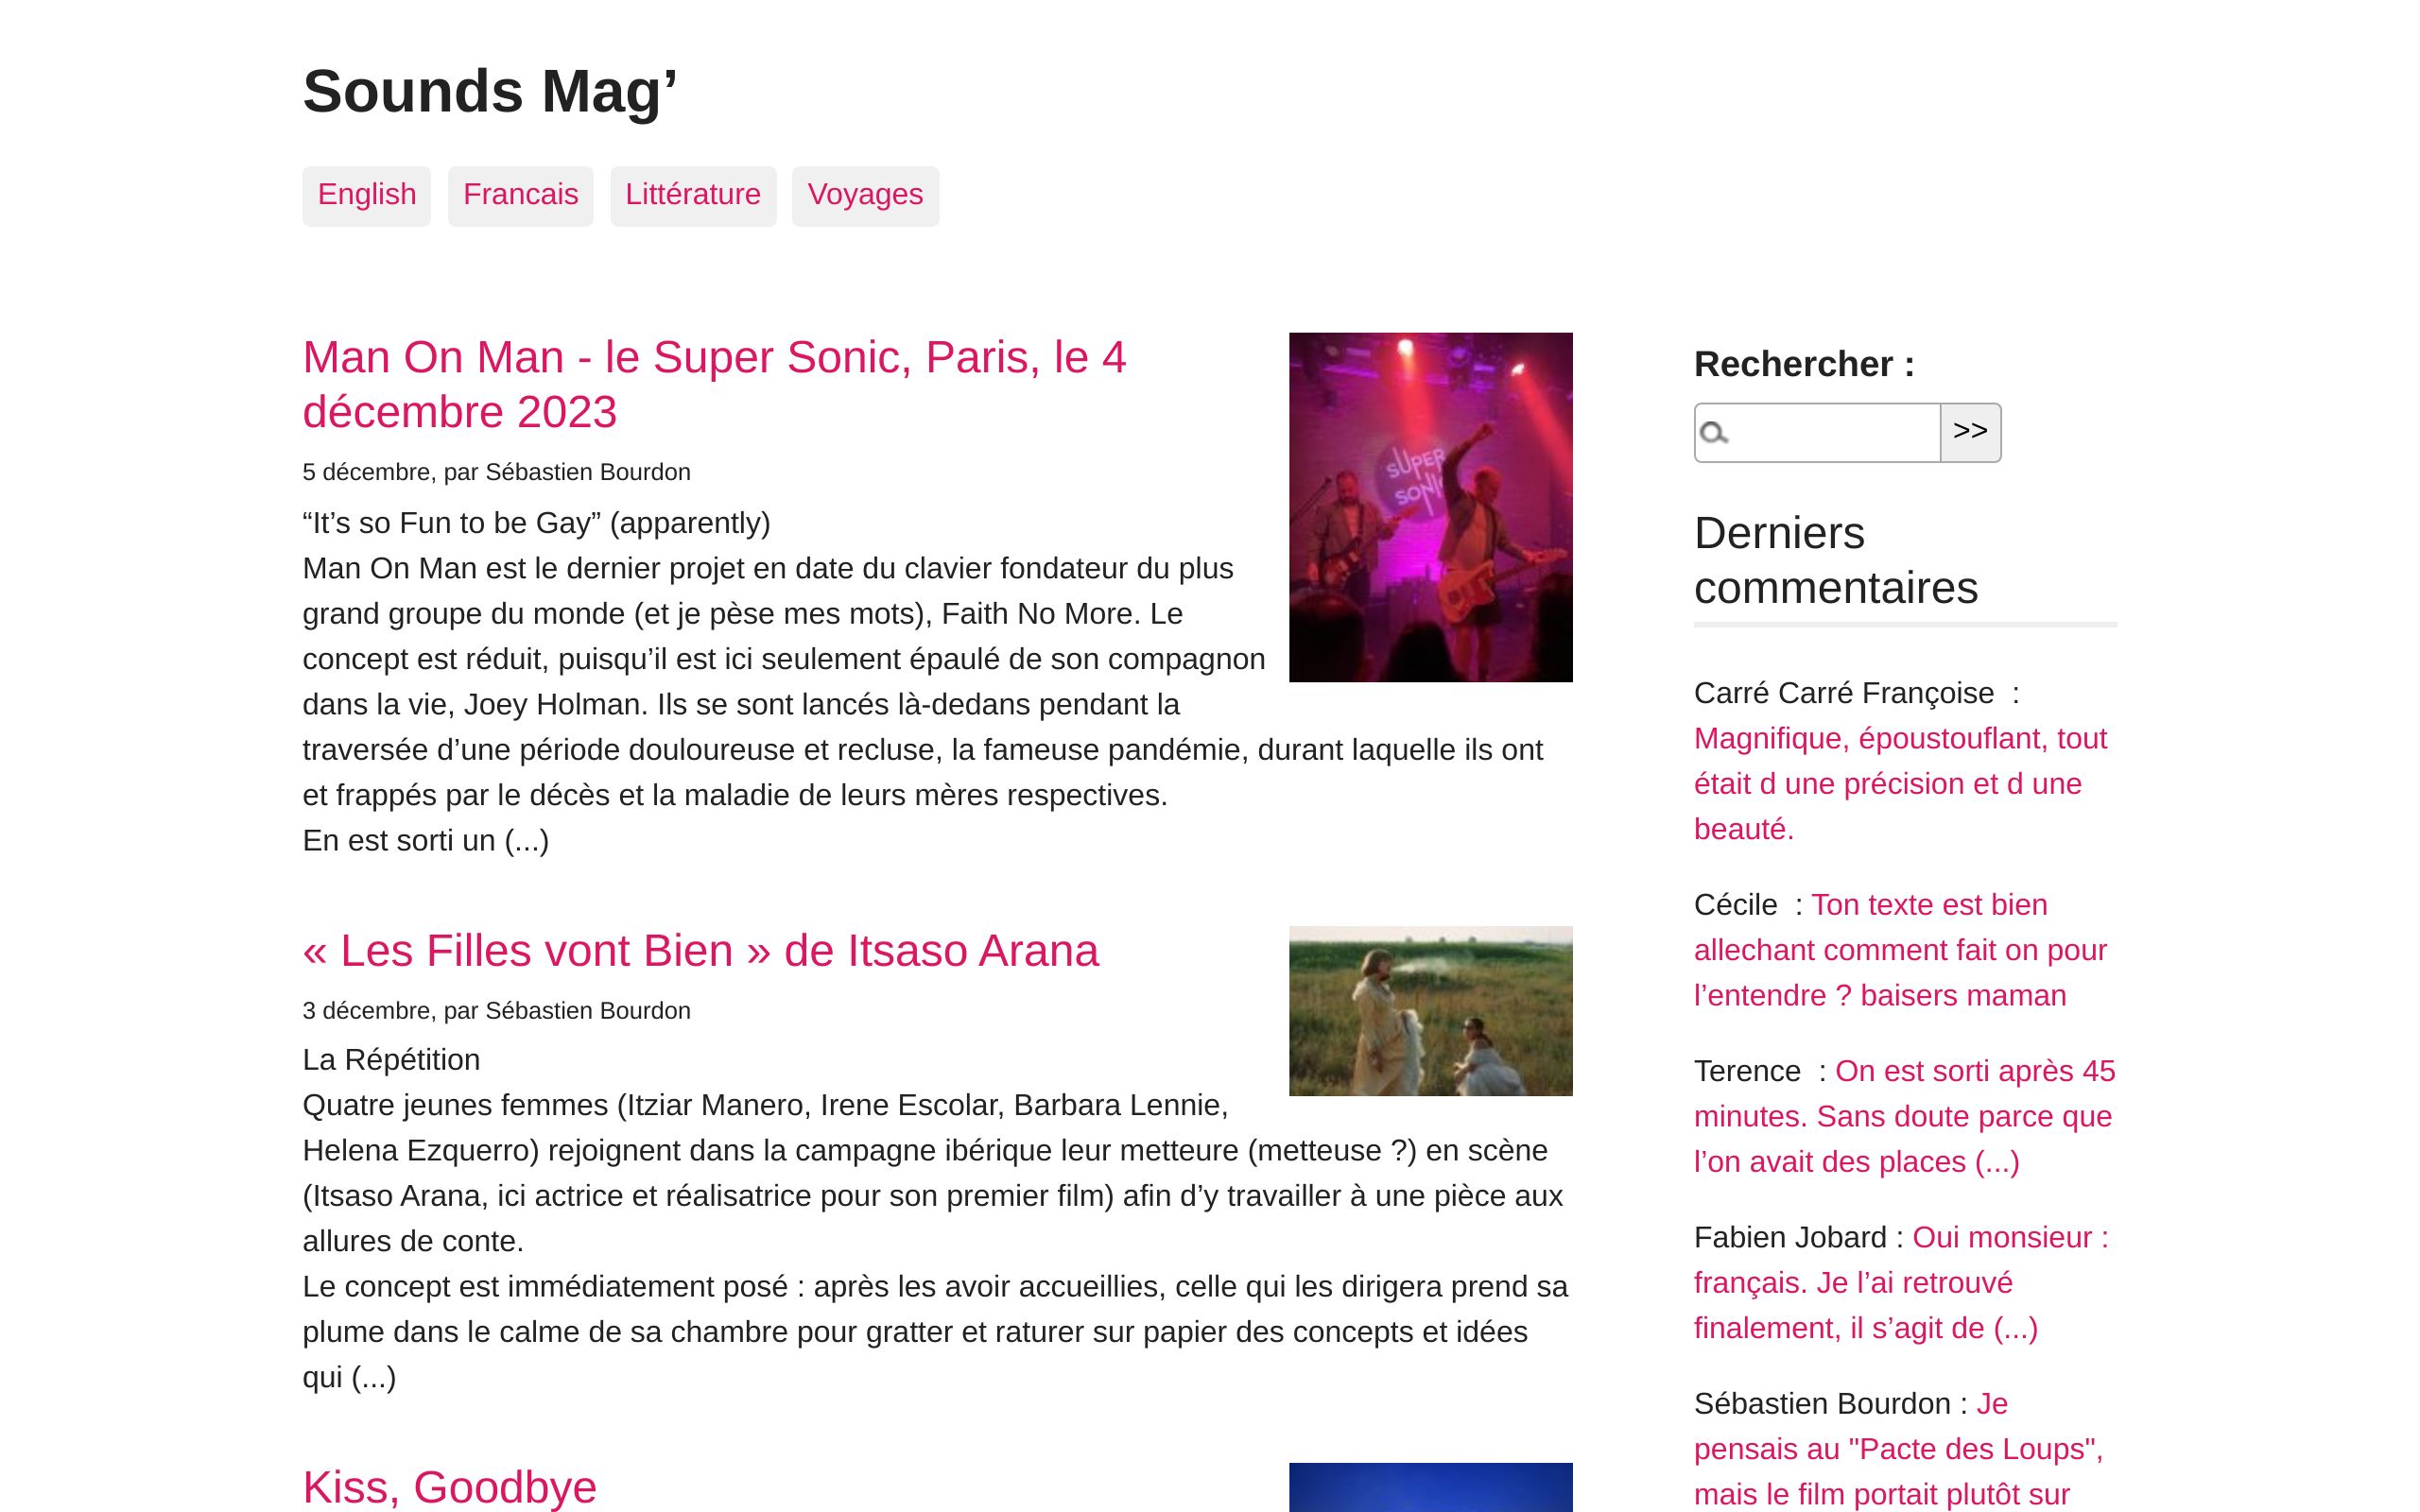 Sounds Mag’
English
Francais
Littérature
Voyages
Man On Man - le Super Sonic, Paris, le 4
décembre 2023
5 décembre, par Sébastien Bourdon
“It’s so Fun to be Gay” (apparently)
Man On Man est le dernier projet en date du clavier fondateur du plus
grand groupe du monde (et je pèse mes mots), Faith No More. Le
concept est réduit, puisqu’il est ici seulement épaulé de son compagnon
dans la vie, Joey Holman. Ils se sont lancés là-dedans pendant la
traversée d’une période douloureuse et recluse, la fameuse pandémie, durant laquelle ils ont
et frappés par le décès et la maladie de leurs mères respectives.
En est sorti un (...)
SUPER
SONIC
« Les Filles vont Bien » de Itsaso Arana
3 décembre, par Sébastien Bourdon
La Répétition
Quatre jeunes femmes (Itziar Manero, Irene Escolar, Barbara Lennie,
Helena Ezquerro) rejoignent dans la campagne ibérique leur metteure (metteuse ?) en scène
(Itsaso Arana, ici actrice et réalisatrice pour son premier film) afin d’y travailler à une pièce aux
allures de conte.
Le concept est immédiatement posé : après les avoir accueillies, celle qui les dirigera prend sa
plume dans le calme de sa chambre pour gratter et raturer sur papier des concepts et idées
qui (...)
Kiss, Goodbye
Rechercher :
>>
Derniers
commentaires
Carré Carré Françoise  :
Magnifique, époustouflant, tout
était d une précision et d une
beauté.
Cécile  : Ton texte est bien
allechant comment fait on pour
l’entendre ? baisers maman
Terence  : On est sorti après 45
minutes. Sans doute parce que
l’on avait des places (...)
Fabien Jobard : Oui monsieur :
français. Je l’ai retrouvé
finalement, il s’agit de (...)
Sébastien Bourdon : Je
pensais au "Pacte des Loups",
mais le film portait plutôt sur